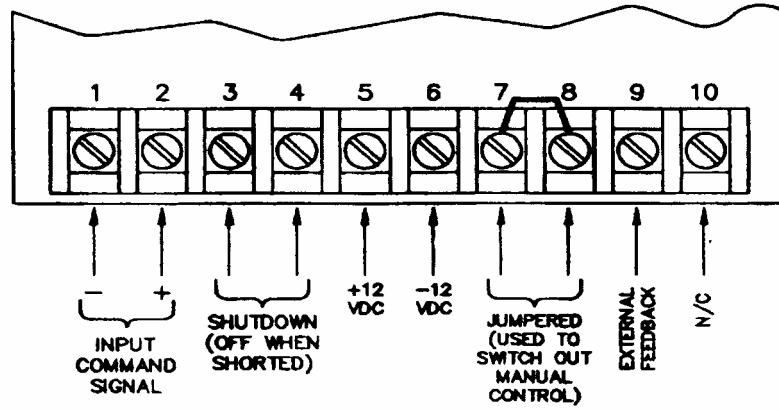 1 2 3 4 5 6 7 8 9 10
− +
INPUT
COMMAND
SIGNAL
SHUTDOWN
(OFF WHEN
SHORTED)
+12
VDC
−12
VDC
JUMPERED
(USED TO
SWITCH OUT
MANUAL
CONTROL)
EXTERNAL
FEEDBACK
N/C